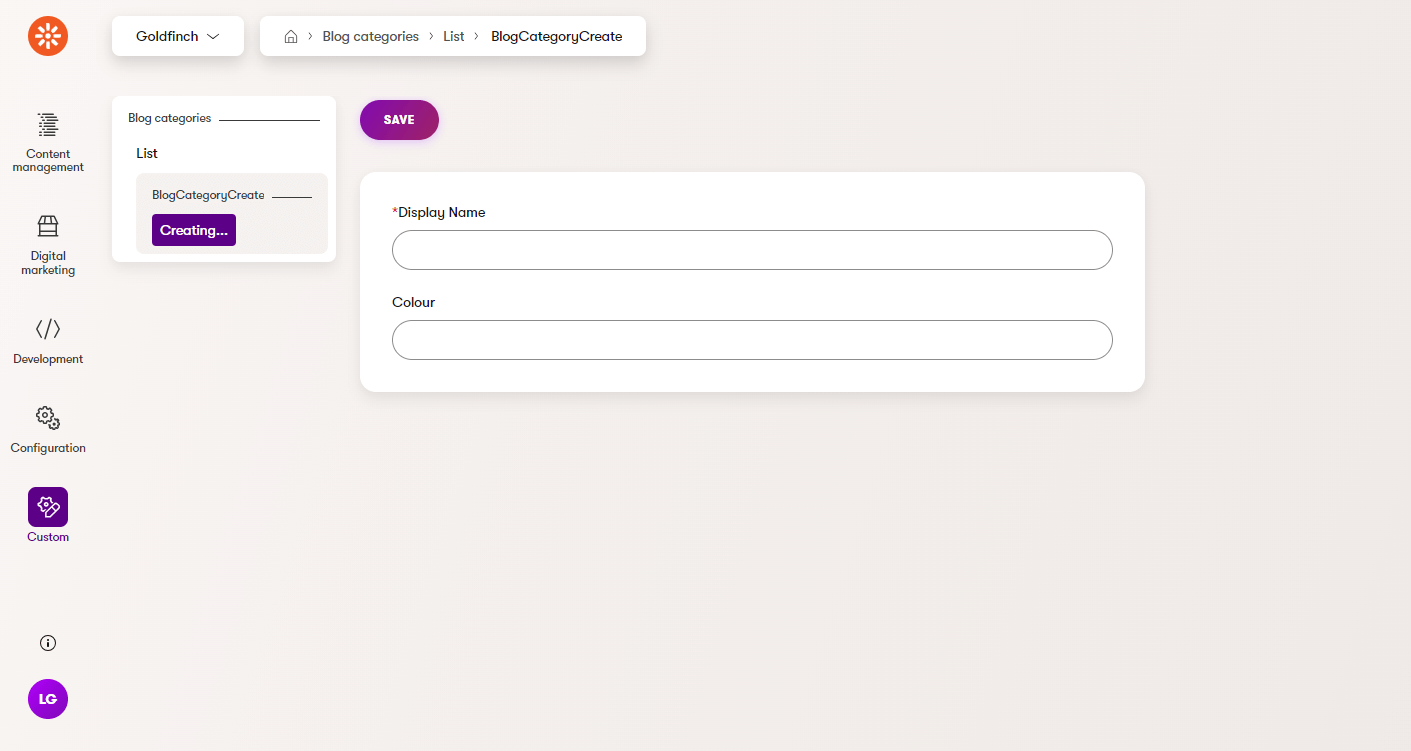 Goldfinch
Blog categories
List
BlogCategoryCreate
Content
management
Digital
marketing
Development
Configuration
Custom
LG
Blog categories
List
BlogCategoryCreate
Creating...
SAVE
*Display Name
Colour